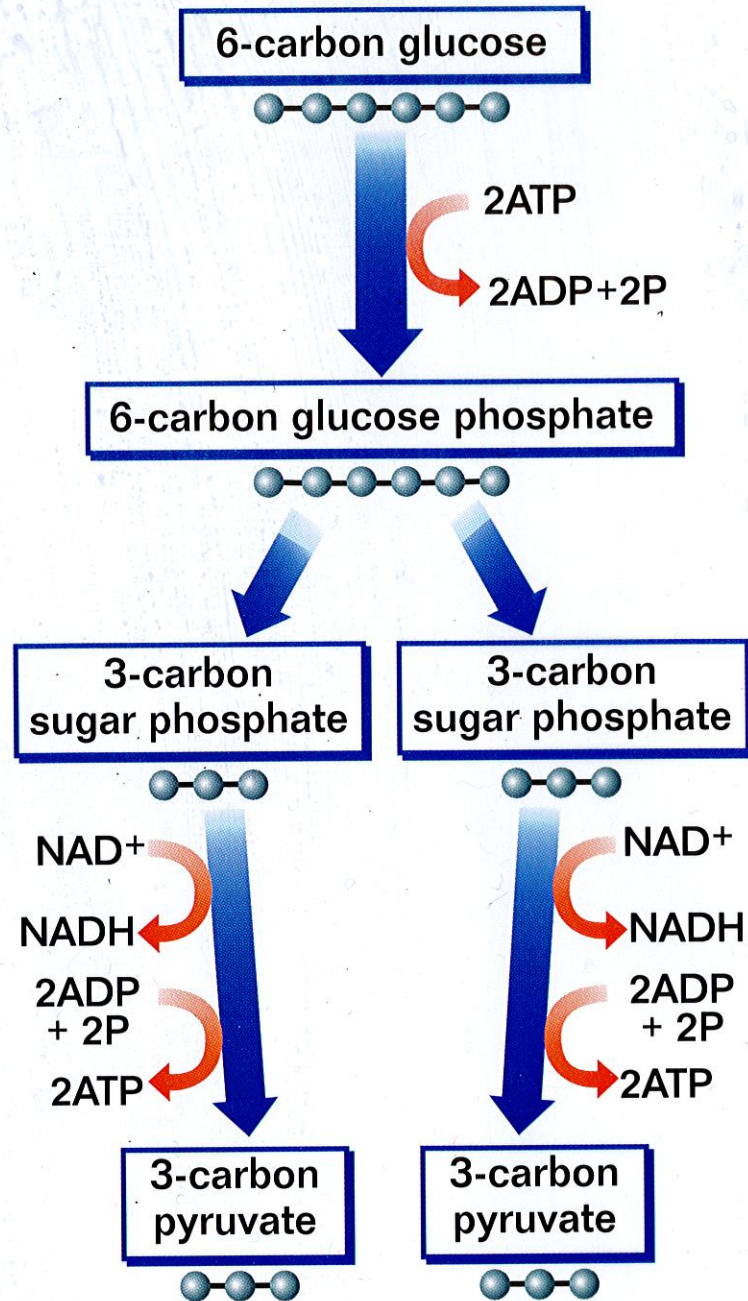 6-carbon glucose
2ATP
2ADP+2P
6-carbon glucose phosphate
3-carbon
sugar phosphate
3-carbon
sugar phosphate
NAD+
NADH
2ADP
+ 2P
2ATP
NAD+
NADH
2ADP
+ 2P
2ATP
3-carbon
pyruvate
3-carbon
pyruvate